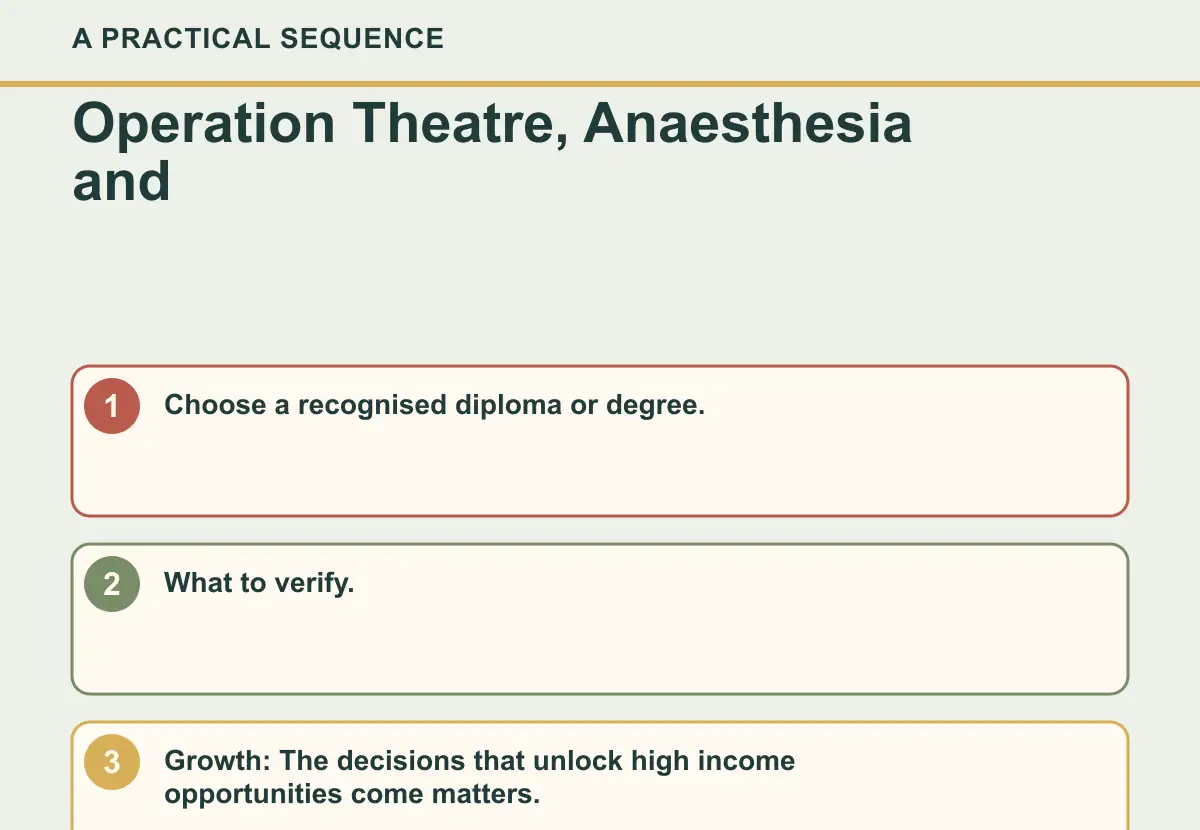 A PRACTICAL SEQUENCE
Operation Theatre, Anaesthesia
and
1
Choose a recognised diploma or degree.
2
What to verify.
3
Growth: The decisions that unlock high income
opportunities come matters.